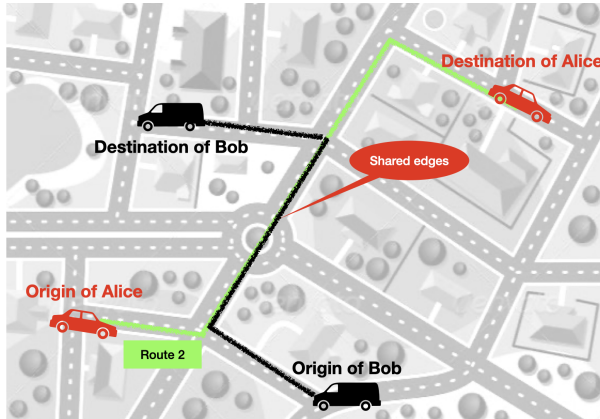 Destination of Alice
Destination of Bob
Shared edges
Origin of Alice
Route 2
Origin of Bob